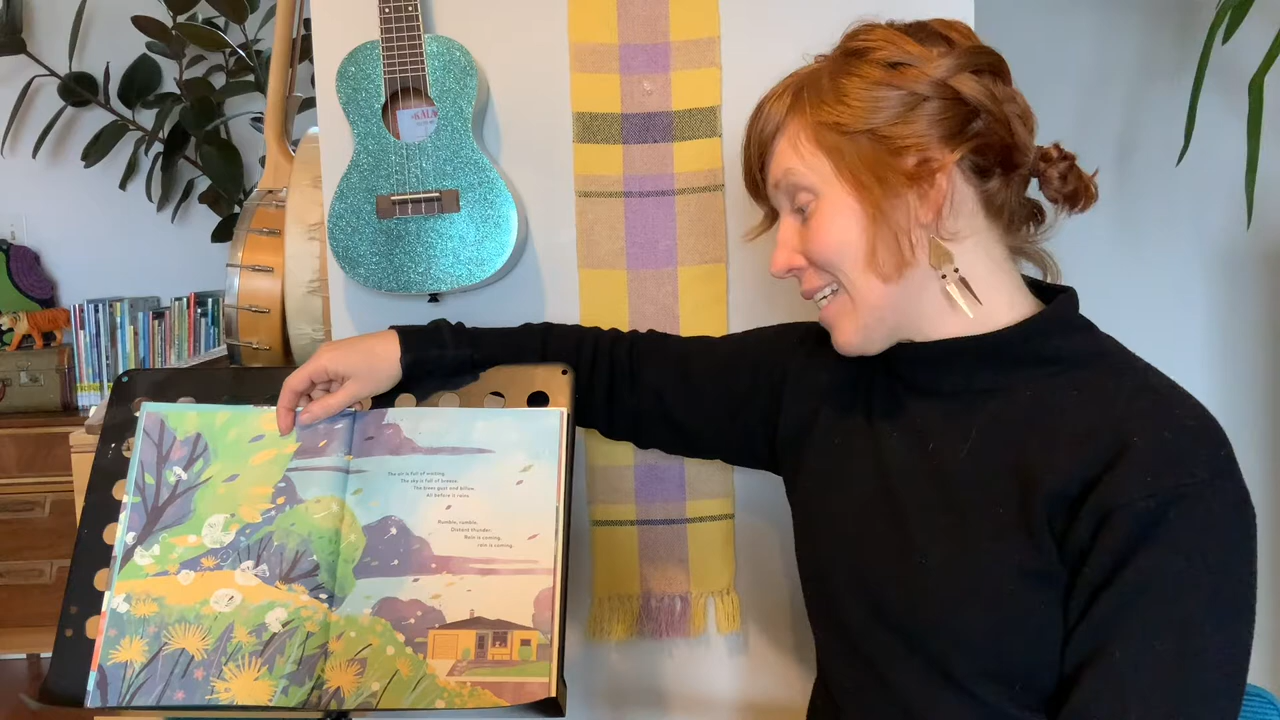 KALA
The air is full of waiting.
The sky is full of breeze.
The trees gust and billow.
All before it rains.
Rumble, rumble,
Distant thunder:
Rain is coming,
rain is coming.